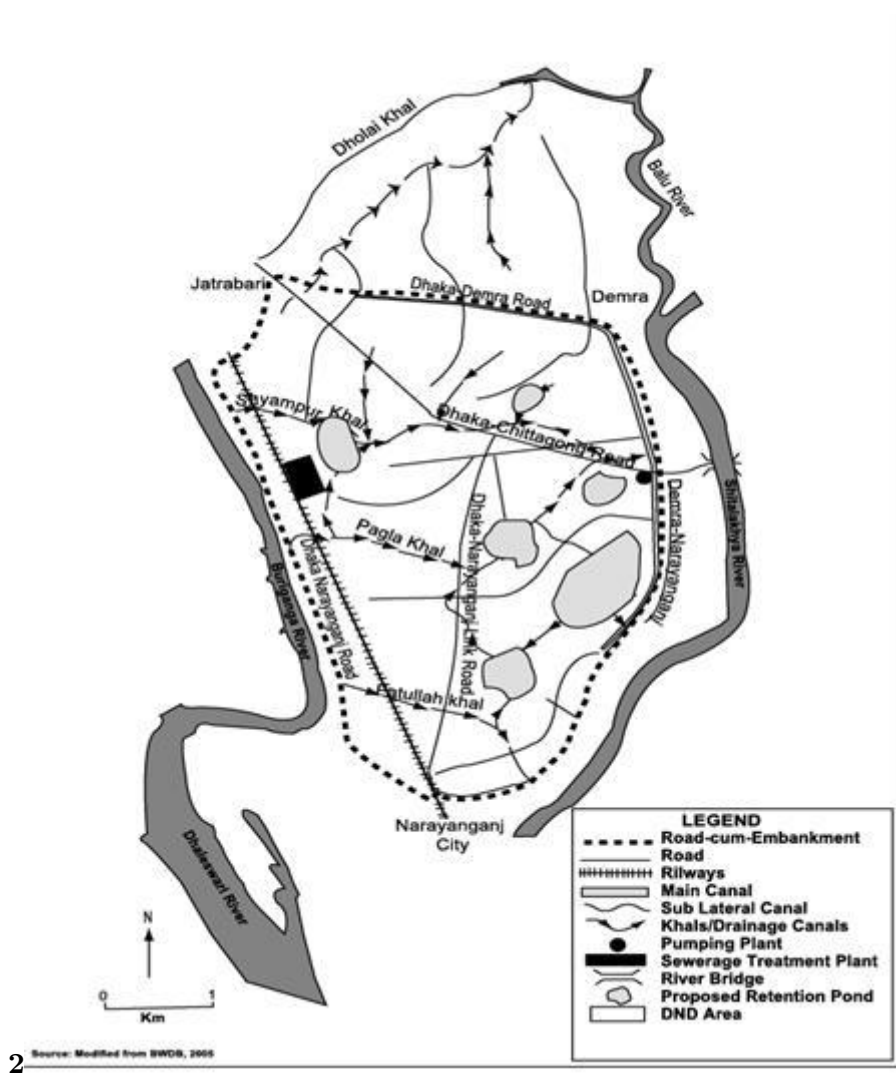 Dholai Khal
Balu River
Jatrabari
Dhaka-Demra Road
Demra
Shyampur Khal
Dhaka-Chittagong Road
Pagla Khal
Dhaka-Narayanganj-Link Road
Demra-Narayanganj
Shitalakhya River
Buriganga River
Dhaka Narayanganj Road
Fatullah khal
Narayanganj
City
Dhaleswari River
N
0 1
Km
LEGEND
Road-cum-Embankment
Road
Rilways
Main Canal
Sub Lateral Canal
Khals/Drainage Canals
Pumping Plant
Sewerage Treatment Plant
River Bridge
Proposed Retention Pond
DND Area
2 Source: Modified from BWDB, 2005